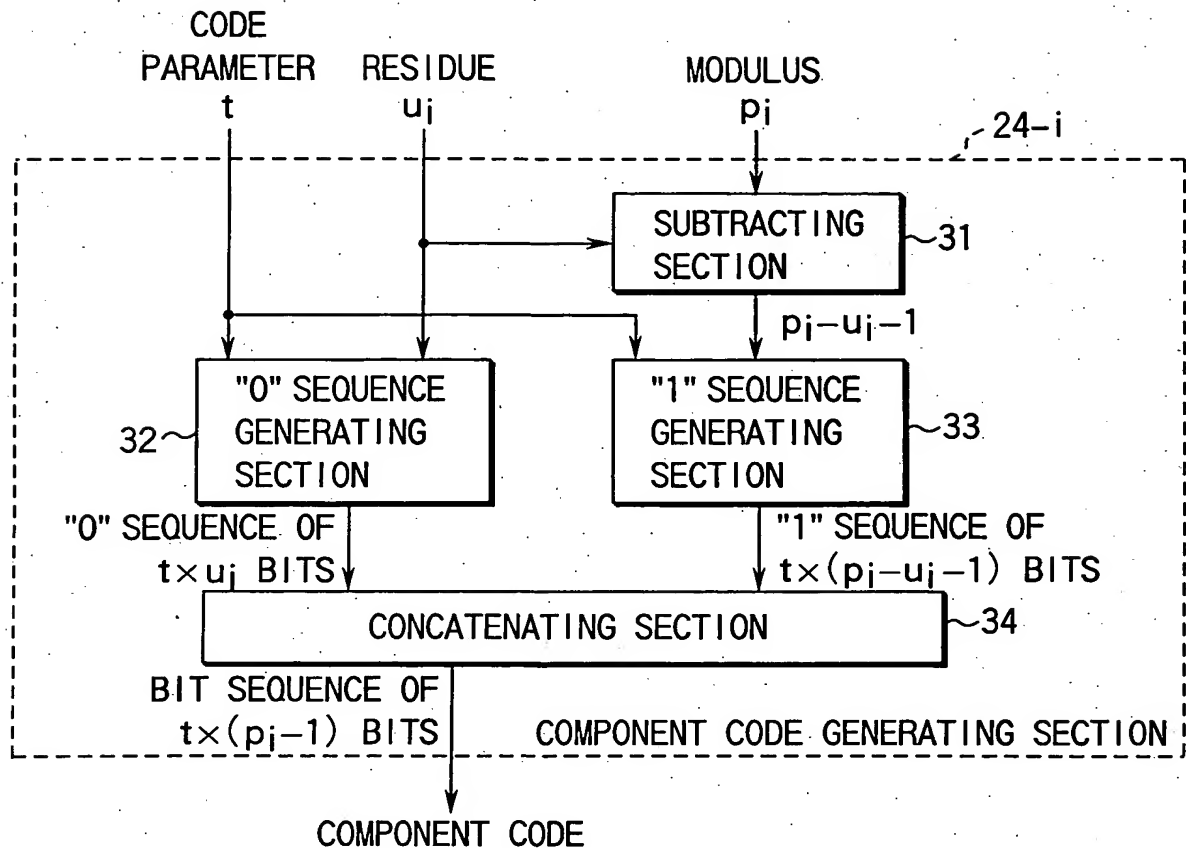 CODE
PARAMETER
t
RESIDUE
ui
MODULUS
pi
24-i
SUBTRACTING
SECTION
31
pi-ui-1
"0" SEQUENCE
GENERATING
SECTION
32
"1" SEQUENCE
GENERATING
SECTION
33
"0" SEQUENCE OF
t×ui BITS
"1" SEQUENCE OF
t×(pi-ui-1) BITS
CONCATENATING SECTION
34
BIT SEQUENCE OF
t×(pi-1) BITS
COMPONENT CODE GENERATING SECTION
COMPONENT CODE